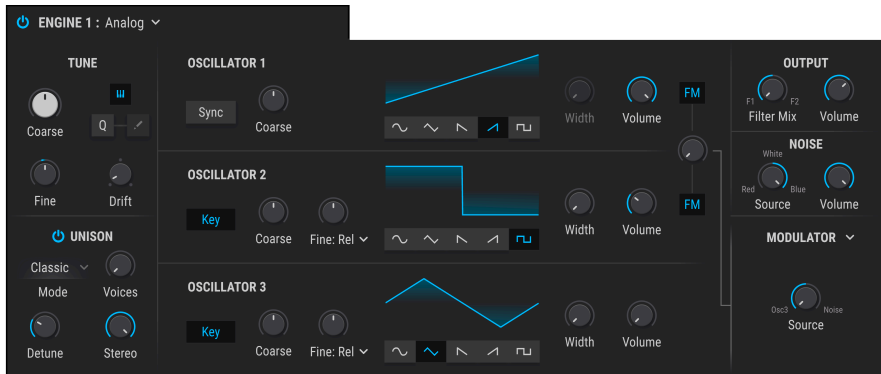 ENGINE 1 : Analog
TUNE
Coarse
Q
Fine
Drift
UNISON
Classic
Mode
Voices
Detune
Stereo
OSCILLATOR 1
Sync
Coarse
Width
Volume
FM
OSCILLATOR 2
Key
Coarse
Fine: Rel
Width
Volume
FM
OSCILLATOR 3
Key
Coarse
Fine: Rel
Width
Volume
OUTPUT
F1
F2
Filter Mix
Volume
NOISE
White
Red
Blue
Source
Volume
MODULATOR
Osc3
Noise
Source